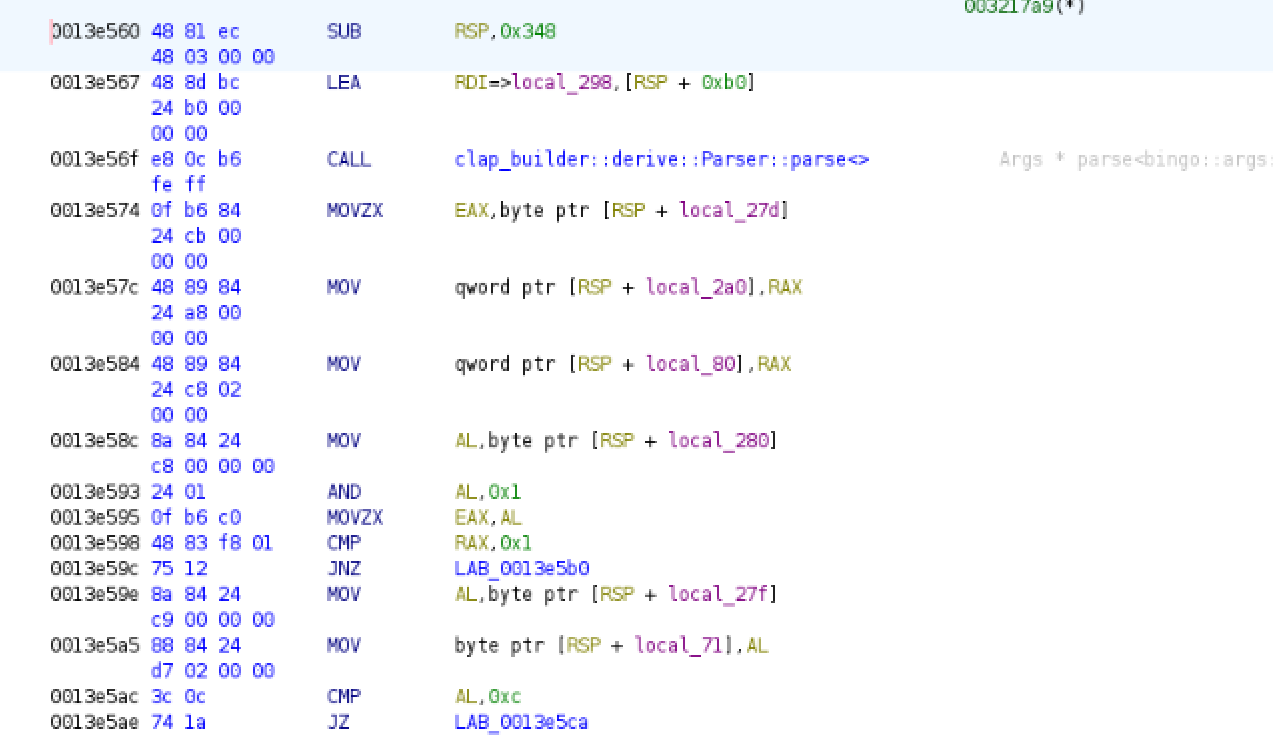 003217a9(*)
0013e560 48 81 ec SUB RSP,0x348
48 03 00 00
0013e567 48 8d bc LEA RDI=>local_298,[RSP + 0xb0]
24 b0 00
00 00
0013e56f e8 0c b6 CALL clap_builder::derive::Parser::parse<> Args * parse<bingo::args:
fe ff
0013e574 0f b6 84 MOVZX EAX,byte ptr [RSP + local_27d]
24 cb 00
00 00
0013e57c 48 89 84 MOV qword ptr [RSP + local_2a0],RAX
24 a8 00
00 00
0013e584 48 89 84 MOV qword ptr [RSP + local_80],RAX
24 c8 02
00 00
0013e58c 8a 84 24 MOV AL,byte ptr [RSP + local_280]
c8 00 00 00
0013e593 24 01 AND AL,0x1
0013e595 0f b6 c0 MOVZX EAX,AL
0013e598 48 83 f8 01 CMP RAX,0x1
0013e59c 75 12 JNZ LAB_0013e5b0
0013e59e 8a 84 24 MOV AL,byte ptr [RSP + local_27f]
c9 00 00 00
0013e5a5 88 84 24 MOV byte ptr [RSP + local_71],AL
d7 02 00 00
0013e5ac 3c 0c CMP AL,0xc
0013e5ae 74 1a JZ LAB_0013e5ca